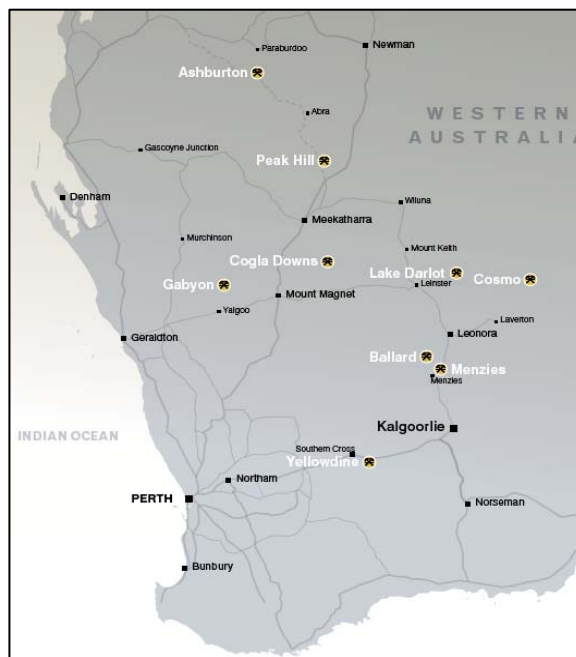 Newman
Paraburdoo
Ashburton
Abra
WESTERN
AUSTRALIA
Gascoyne Junction
Peak Hill
Denham
Wiluna
Meekatharra
Murchinson
Mount Keith
Cogla Downs
Lake Darlot
Cosmo
Gabyon
Leinster
Mount Magnet
Yalgoo
Laverton
Geraldton
Leonora
Ballard
Menzies
Menzies
Kalgoorlie
INDIAN OCEAN
Southern Cross
Yellowdine
Northam
PERTH
Norseman
Bunbury